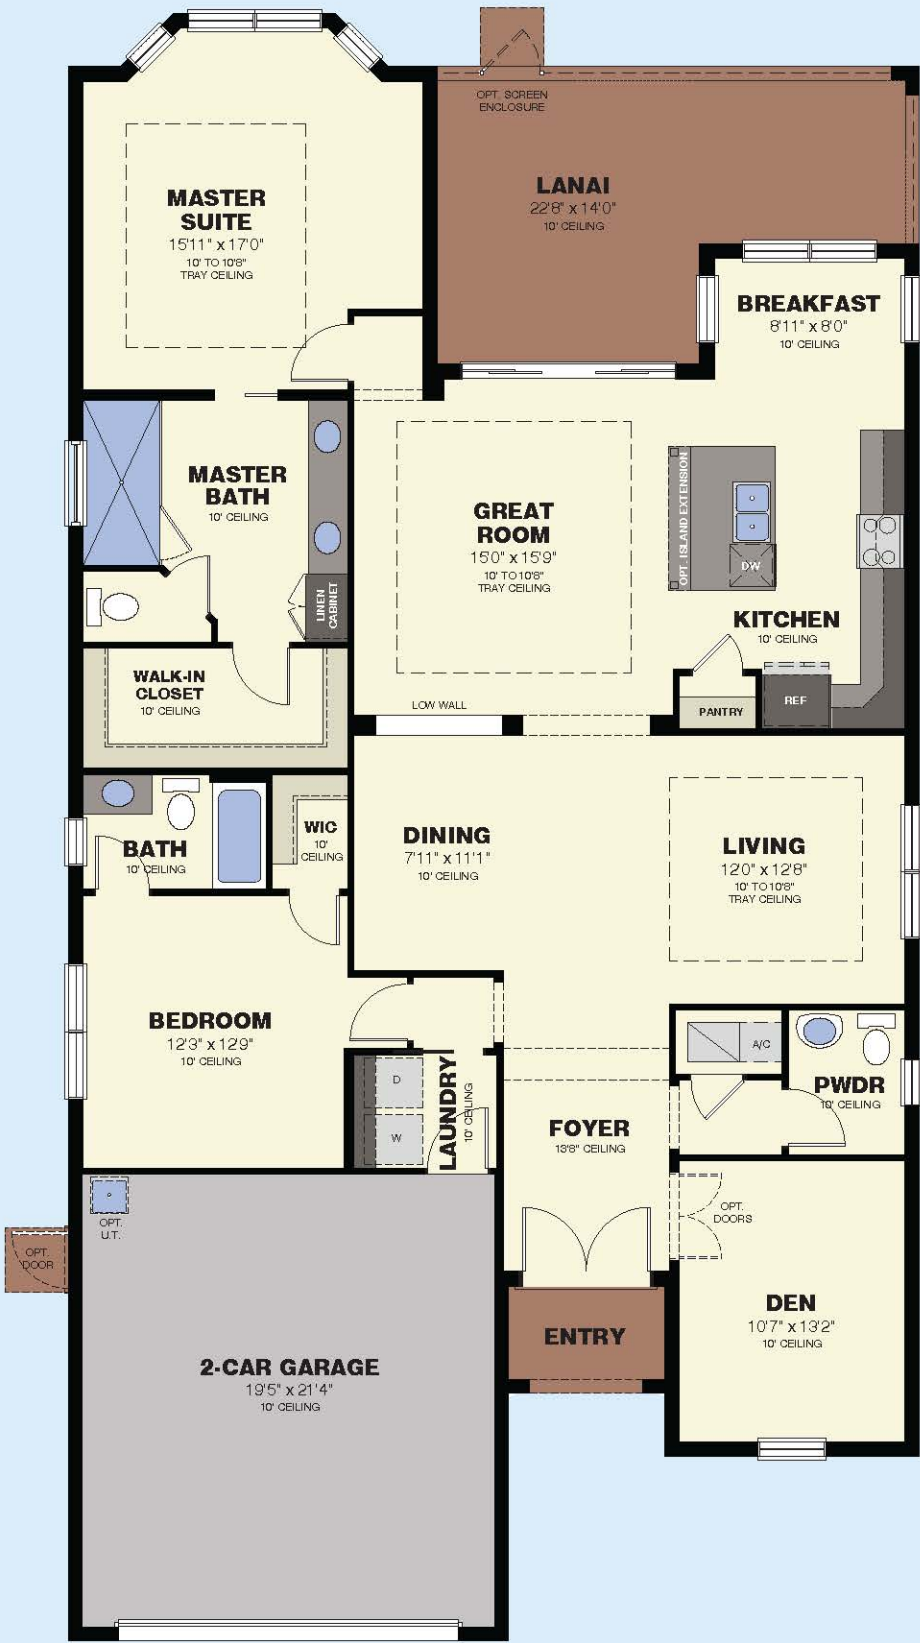 OPT. SCREEN
ENCLOSURE
LANAI
22'8" x 14'0"
10' CEILING
MASTER
SUITE
15'11" x 17'0"
10' TO 10'8"
TRAY CEILING
BREAKFAST
8'11" x 8'0"
10' CEILING
MASTER
BATH
10' CEILING
LINEN
CABINET
GREAT
ROOM
15'0" x 15'9"
10' TO 10'8"
TRAY CEILING
OPT. ISLAND EXTENSION
DW
KITCHEN
10' CEILING
WALK-IN
CLOSET
10' CEILING
LOW WALL
PANTRY
REF
BATH
10' CEILING
WIC
10'
CEILING
DINING
7'11" x 11'1"
10' CEILING
LIVING
12'0" x 12'8"
10' TO 10'8"
TRAY CEILING
BEDROOM
12'3" x 12'9"
10' CEILING
D
W
LAUNDRY
10' CEILING
A/C
PWDR
10' CEILING
FOYER
13'8" CEILING
OPT.
U.T.
OPT.
DOORS
OPT.
DOOR
ENTRY
DEN
10'7" x 13'2"
10' CEILING
2-CAR GARAGE
19'5" x 21'4"
10' CEILING